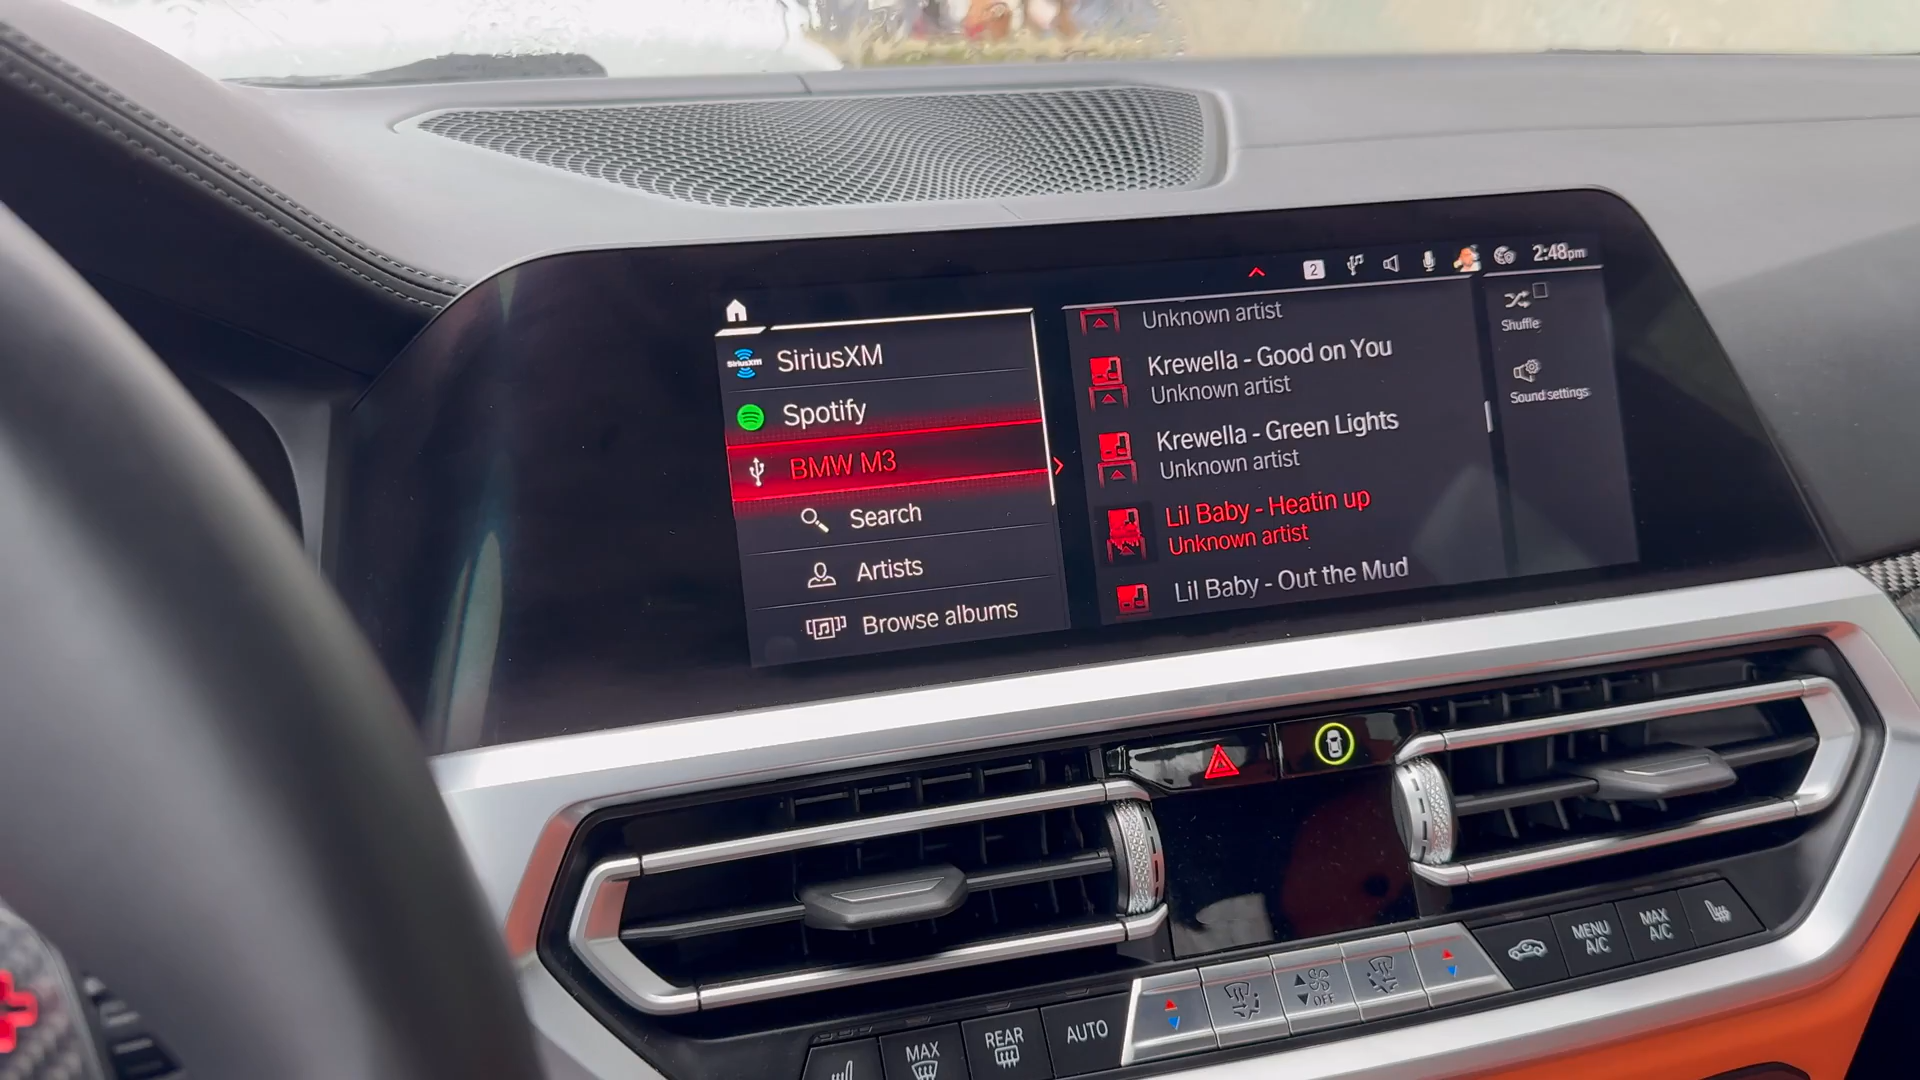 2
2:48pm
SiriusXM
SiriusXM
Spotify
BMW M3
Search
Artists
Browse albums
Unknown artist
Krewella - Good on You
Unknown artist
Krewella - Green Lights
Unknown artist
Lil Baby - Heatin up
Unknown artist
Lil Baby - Out the Mud
Shuffle
Sound settings
MAX
REAR
AUTO
OFF
MENU
A/C
MAX
A/C